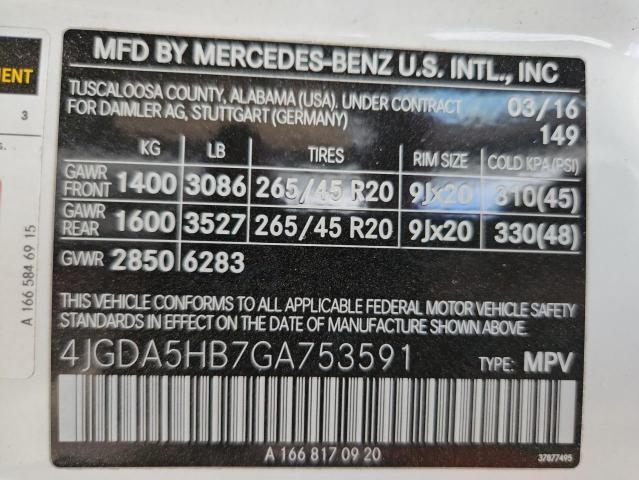 MFD BY MERCEDES-BENZ U.S. INTL., INC
TUSCALOOSA COUNTY, ALABAMA (USA). UNDER CONTRACT 03/16
FOR DAIMLER AG, STUTTGART (GERMANY) 149
KG LB TIRES RIM SIZE COLD KPA(PSI)
GAWR FRONT 1400 3086 265/45 R20 9Jx20 310(45)
GAWR REAR 1600 3527 265/45 R20 9Jx20 330(48)
GVWR 2850 6283
THIS VEHICLE CONFORMS TO ALL APPLICABLE FEDERAL MOTOR VEHICLE SAFETY
STANDARDS IN EFFECT ON THE DATE OF MANUFACTURE SHOWN ABOVE.
4JGDA5HB7GA753591 TYPE: MPV
A 166 817 09 20
37877495
A 166 584 69 15
3